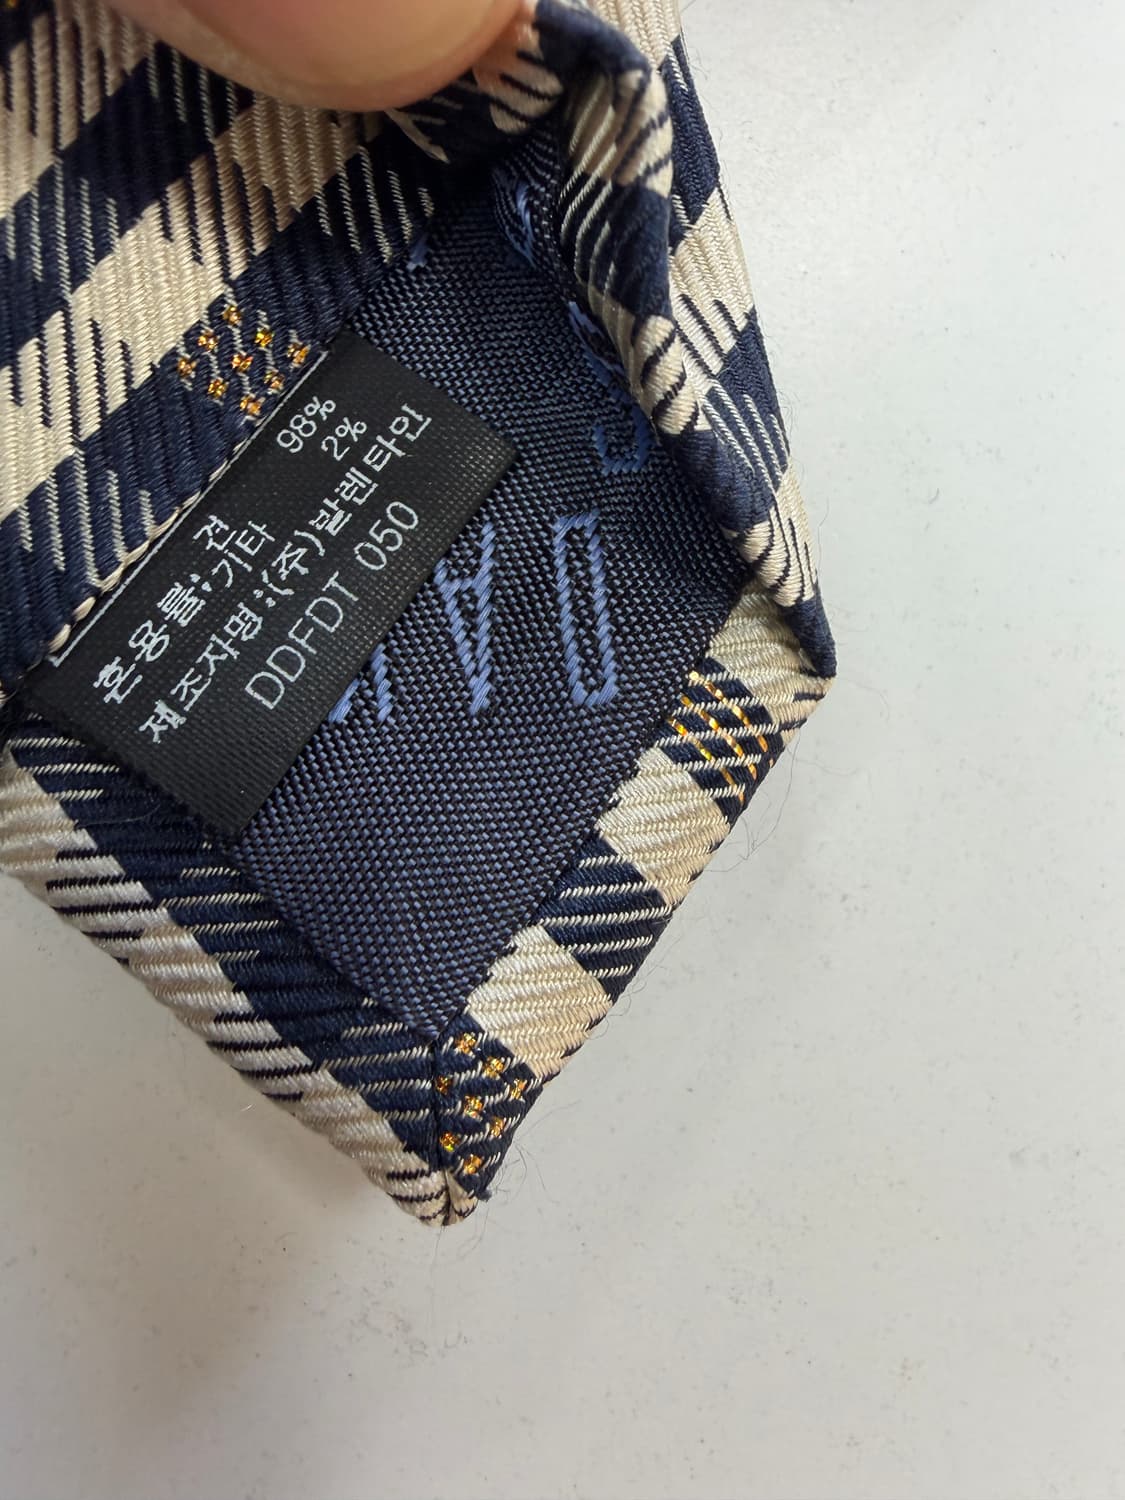 혼용률: 견 98%
기타 2%
제조자명:(주)발렌타인
DDFDT 050
DA